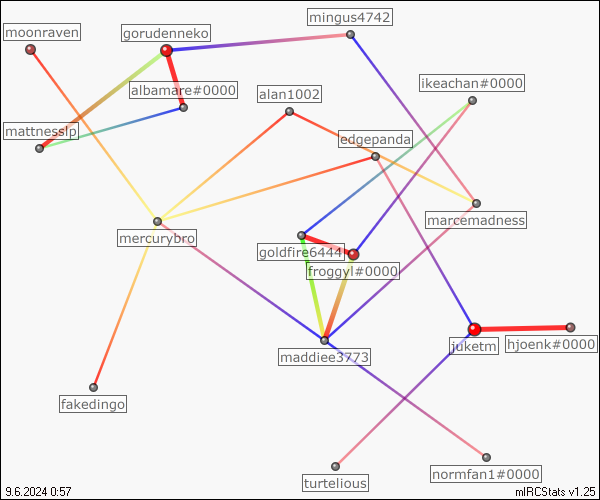 mingus4742
moonraven
gorudenneko
ikeachan#0000
albamare#0000
alan1002
mattnesslp
edgepanda
marcemadness
mercurybro
goldfire6444
froggyl#0000
maddiee3773
juketm
hjoenk#0000
fakedingo
normfan1#0000
turtelious
9.6.2024 0:57
mIRCStats v1.25